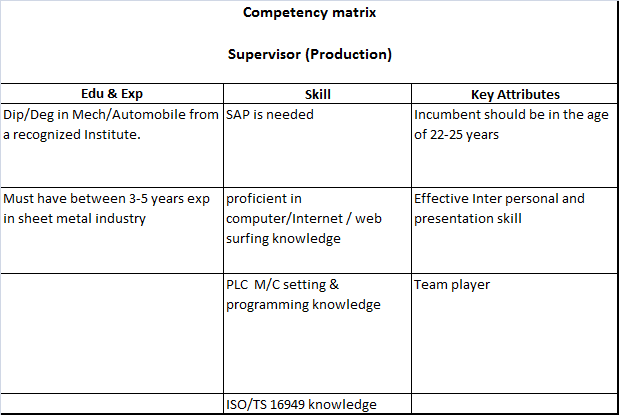 Competency matrix
Supervisor (Production)
Edu & Exp Skill Key Attributes
Dip/Deg in Mech/Automobile from
a recognized Institute.
SAP is needed
Incumbent should be in the age
of 22-25 years
Must have between 3-5 years exp
in sheet metal industry
proficient in
computer/Internet / web
surfing knowledge
Effective Inter personal and
presentation skill
PLC  M/C setting &
programming knowledge
Team player
ISO/TS 16949 knowledge